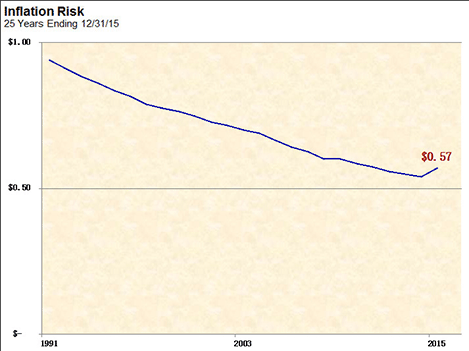 Inflation Risk
25 Years Ending 12/31/15
$1.00
$0.57
$0.50
$-
1991 2003 2015